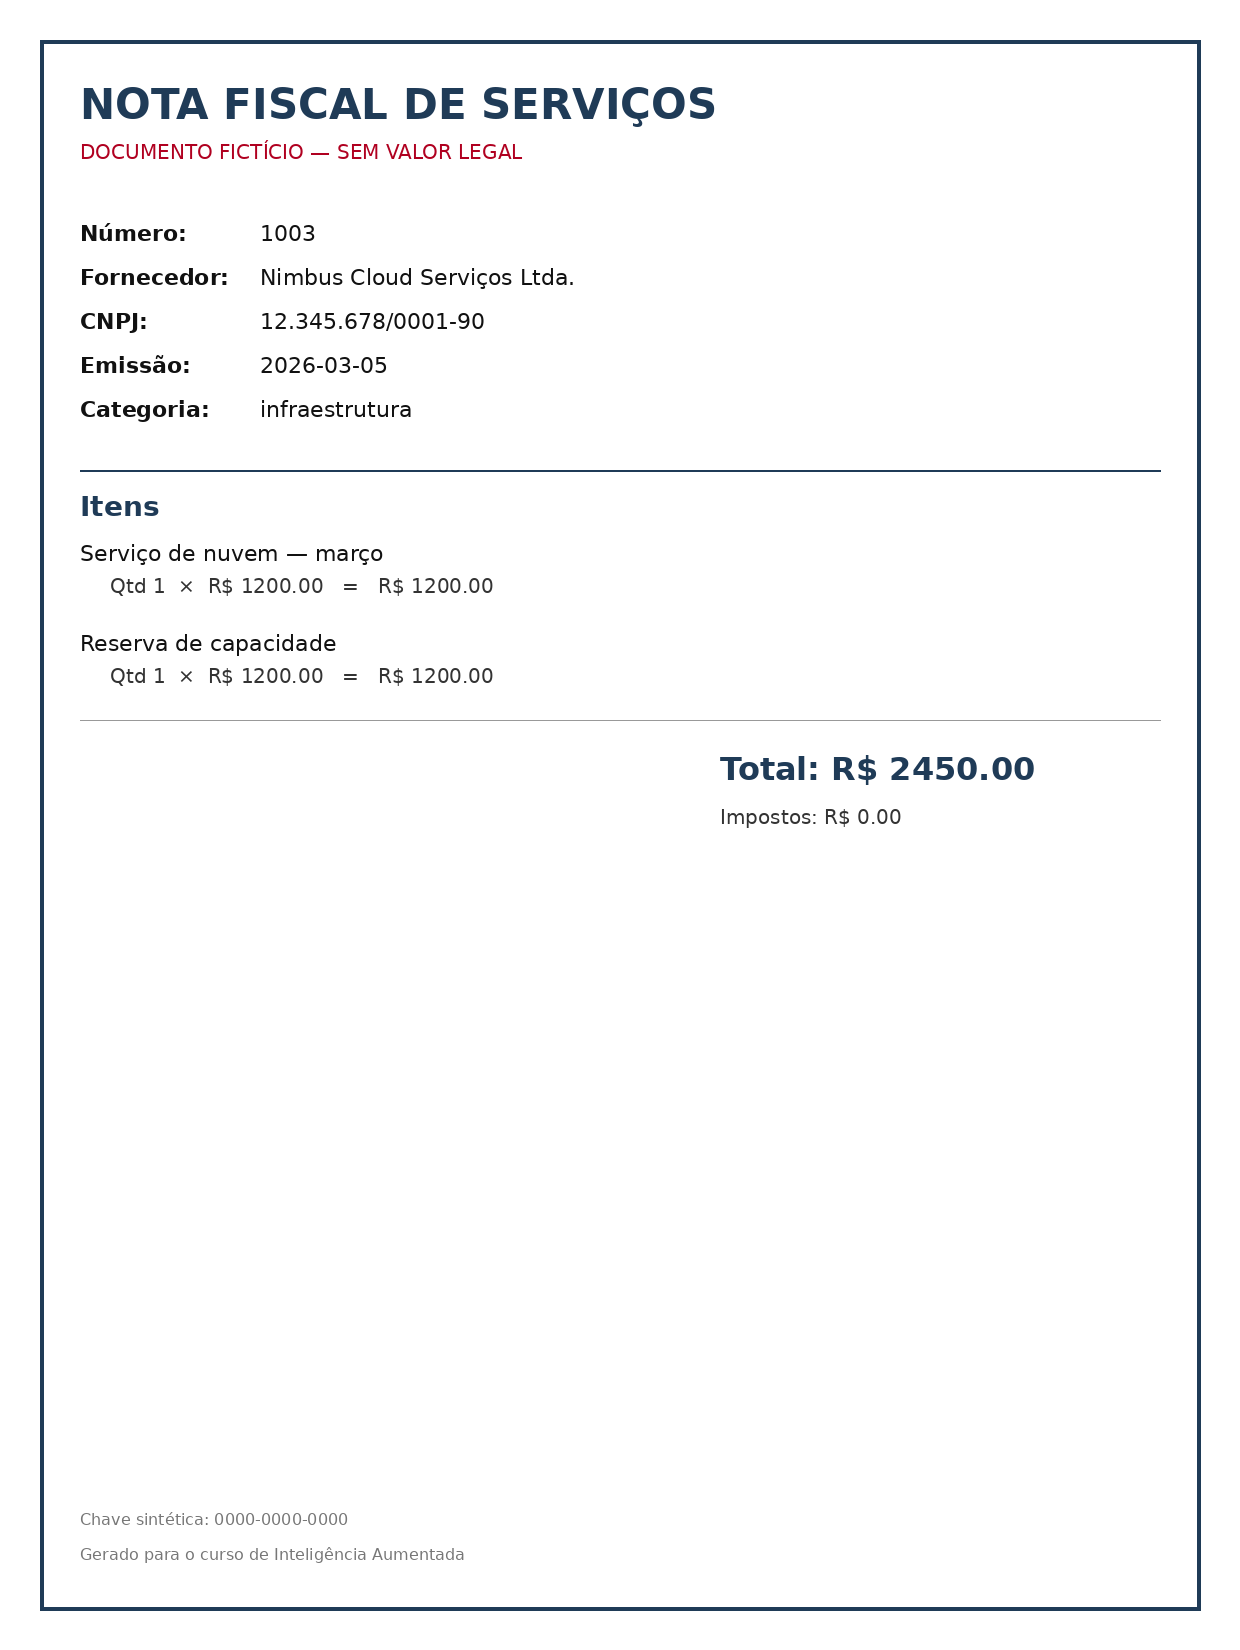 NOTA FISCAL DE SERVIÇOS
DOCUMENTO FICTÍCIO — SEM VALOR LEGAL
Número: 1003
Fornecedor: Nimbus Cloud Serviços Ltda.
CNPJ: 12.345.678/0001-90
Emissão: 2026-03-05
Categoria: infraestrutura
Itens
Serviço de nuvem — março
Qtd 1 × R$ 1200.00 = R$ 1200.00
Reserva de capacidade
Qtd 1 × R$ 1200.00 = R$ 1200.00
Total: R$ 2450.00
Impostos: R$ 0.00
Chave sintética: 0000-0000-0000
Gerado para o curso de Inteligência Aumentada